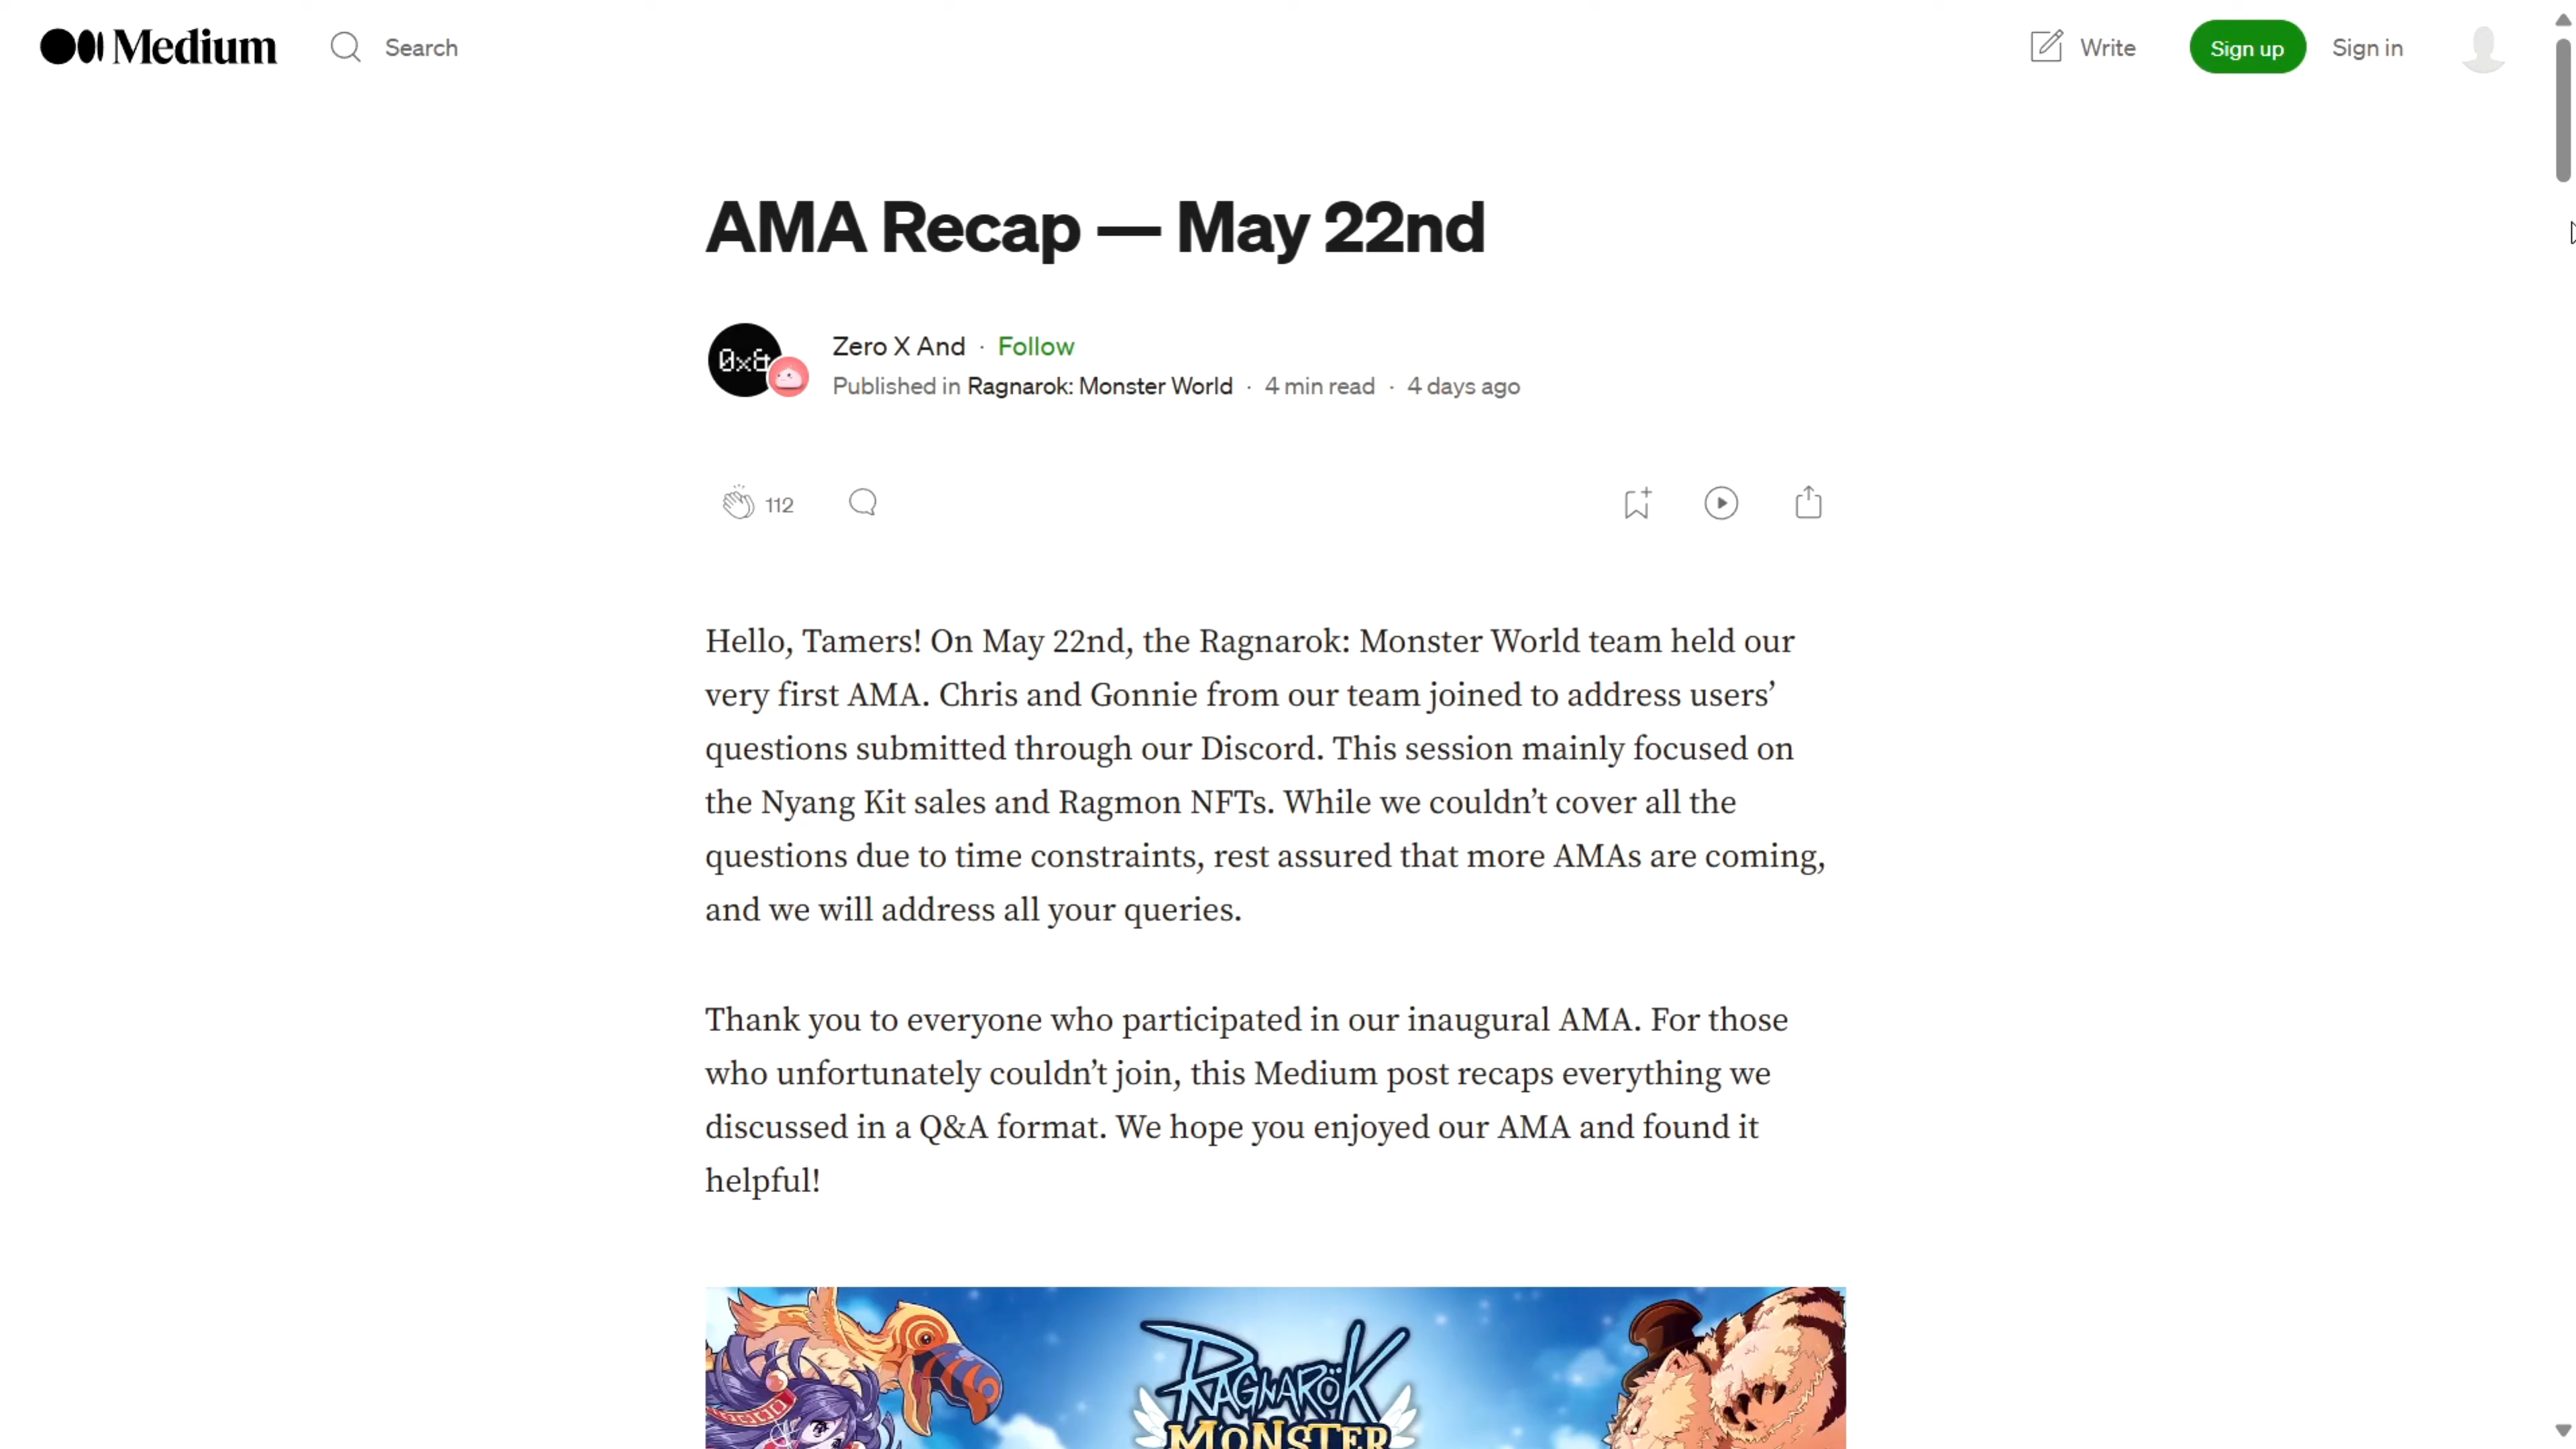 Medium
Search
Write
Sign up
Sign in
AMA Recap — May 22nd
0x&
Zero X And · Follow
Published in Ragnarok: Monster World · 4 min read · 4 days ago
112
Hello, Tamers! On May 22nd, the Ragnarok: Monster World team held our
very first AMA. Chris and Gonnie from our team joined to address users’
questions submitted through our Discord. This session mainly focused on
the Nyang Kit sales and Ragmon NFTs. While we couldn’t cover all the
questions due to time constraints, rest assured that more AMAs are coming,
and we will address all your queries.
Thank you to everyone who participated in our inaugural AMA. For those
who unfortunately couldn’t join, this Medium post recaps everything we
discussed in a Q&A format. We hope you enjoyed our AMA and found it
helpful!
RAGNARÖK
MONSTER